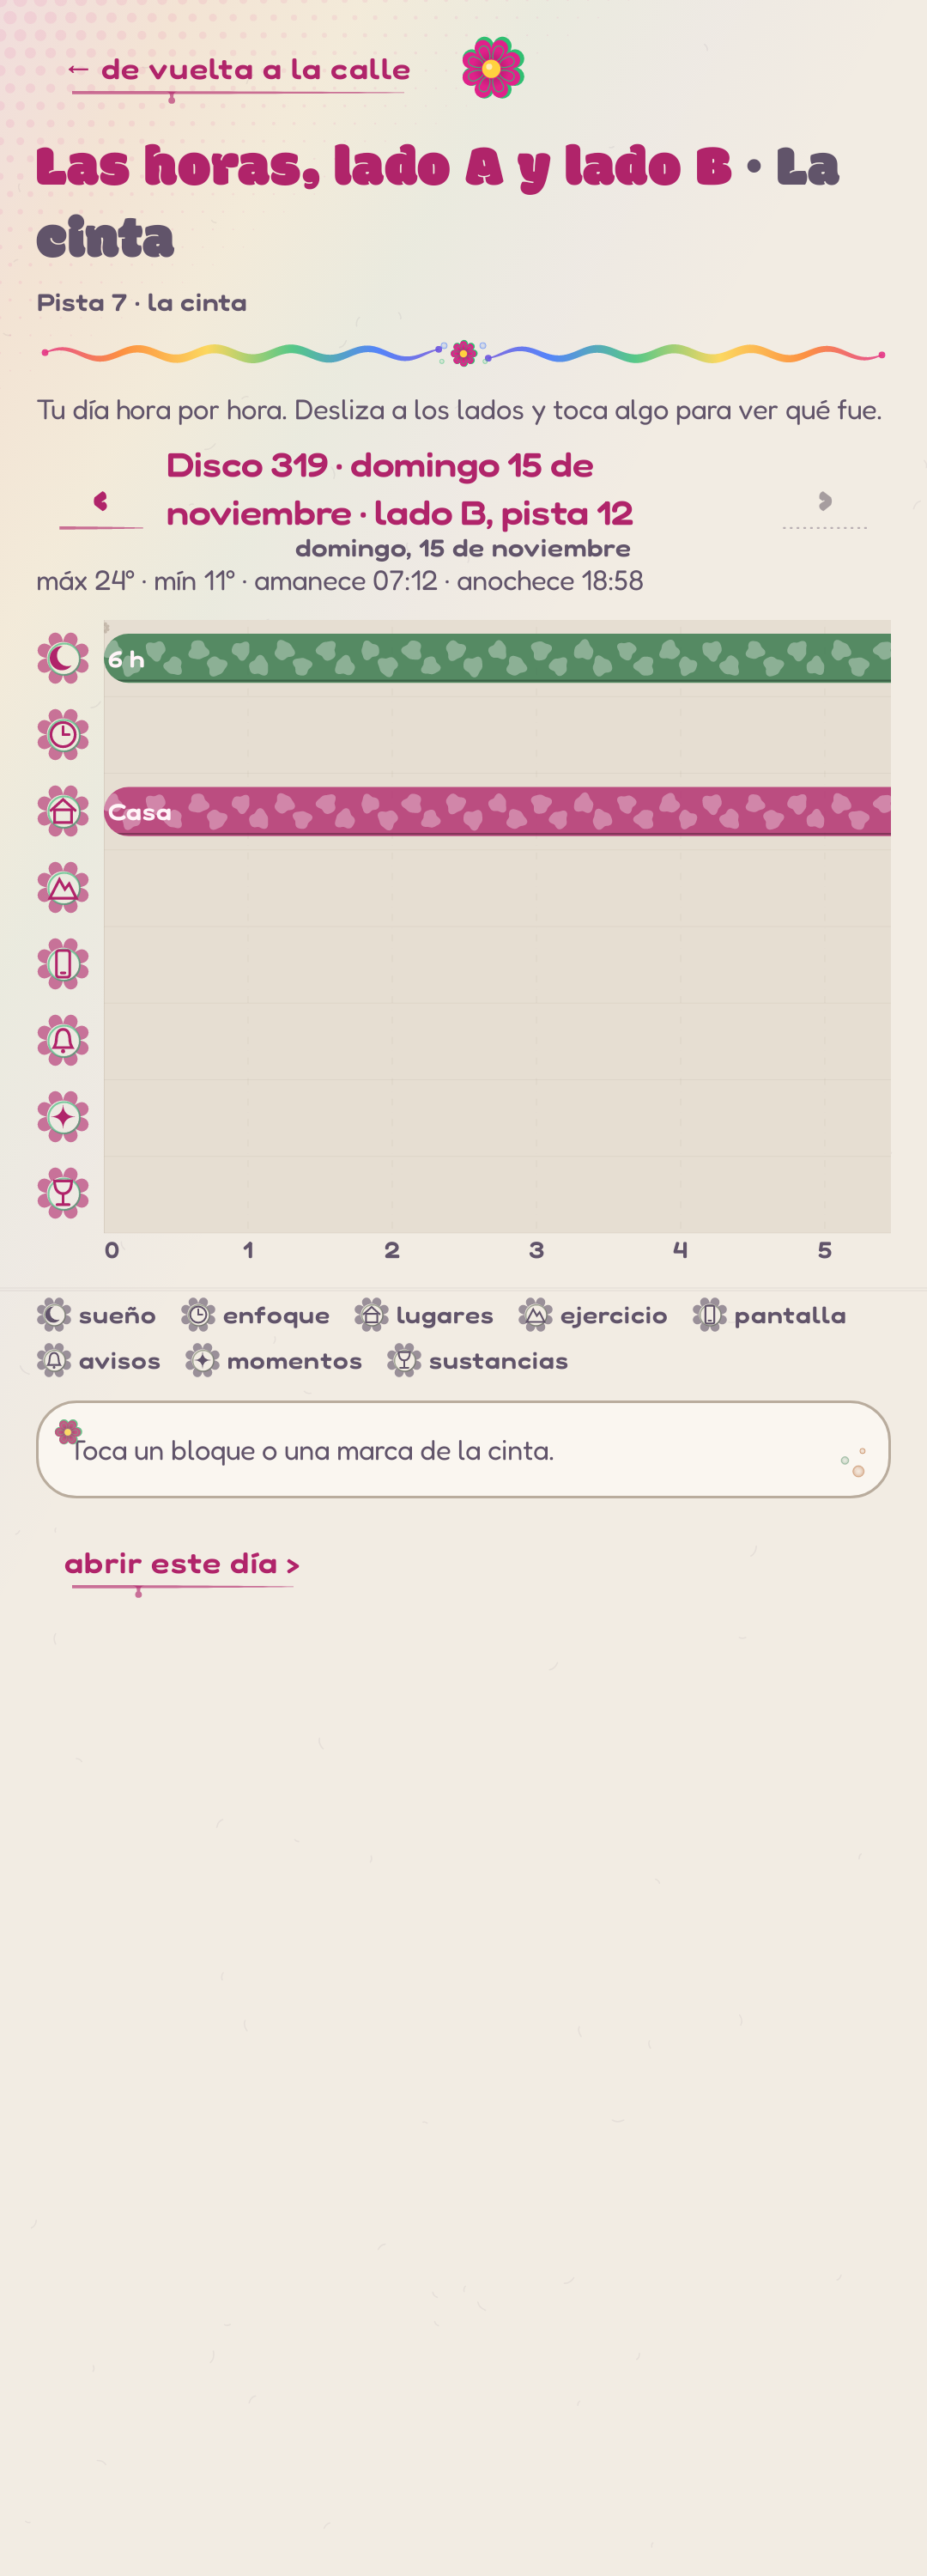 ← de vuelta a la calle
Las horas, lado A y lado B · La
cinta
Pista 7 · la cinta
Tu día hora por hora. Desliza a los lados y toca algo para ver qué fue.
‹
Disco 319 · domingo 15 de
noviembre · lado B, pista 12
›
domingo, 15 de noviembre
máx 24° · mín 11° · amanece 07:12 · anochece 18:58
6 h
Casa
0 1 2 3 4 5
sueño enfoque lugares ejercicio pantalla
avisos momentos sustancias
Toca un bloque o una marca de la cinta.
abrir este día >